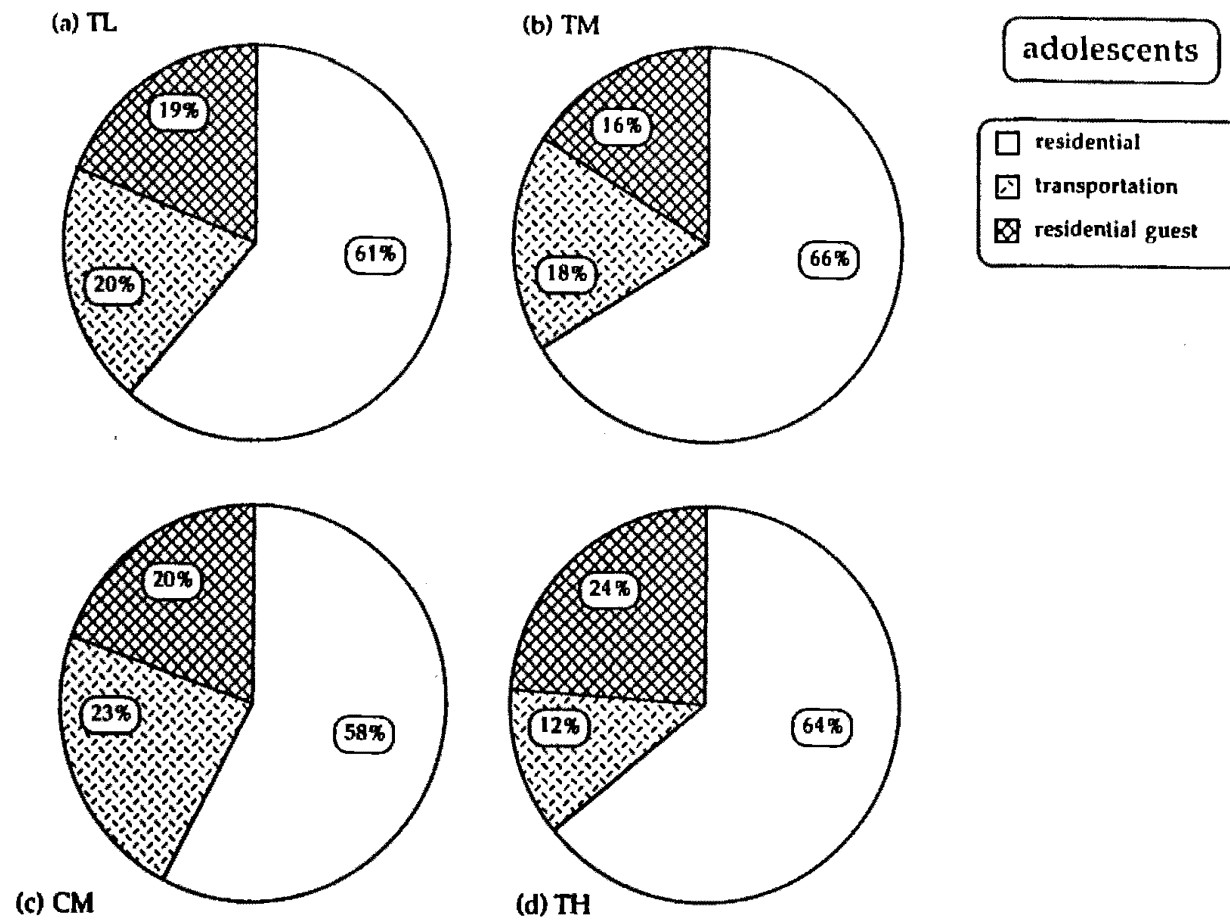 (a) TL
(b) TM
adolescents
19%
20%
61%
16%
18%
66%
residential
transportation
residential guest
20%
23%
58%
24%
12%
64%
(c) CM
(d) TH